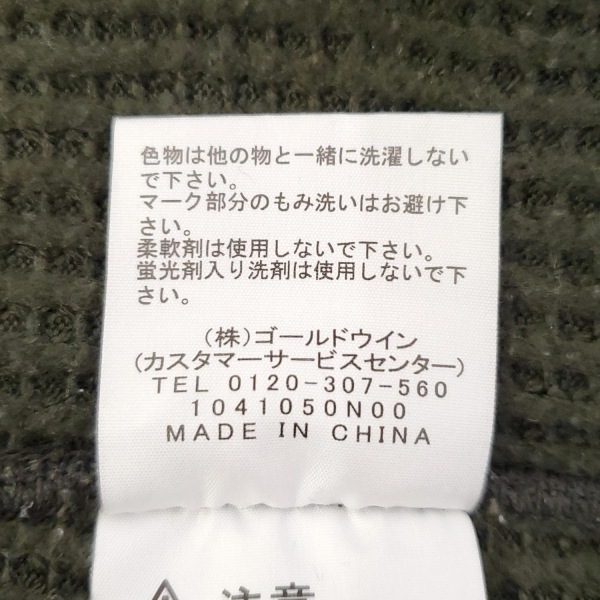 色物は他の物と一緒に洗濯しない
で下さい。
マーク部分のもみ洗いはお避け下
さい。
柔軟剤は使用しないで下さい。
蛍光剤入り洗剤は使用しないで下
さい。
(株)ゴールドウイン
(カスタマーサービスセンター)
TEL 0120-307-560
1041050N00
MADE IN CHINA
注意